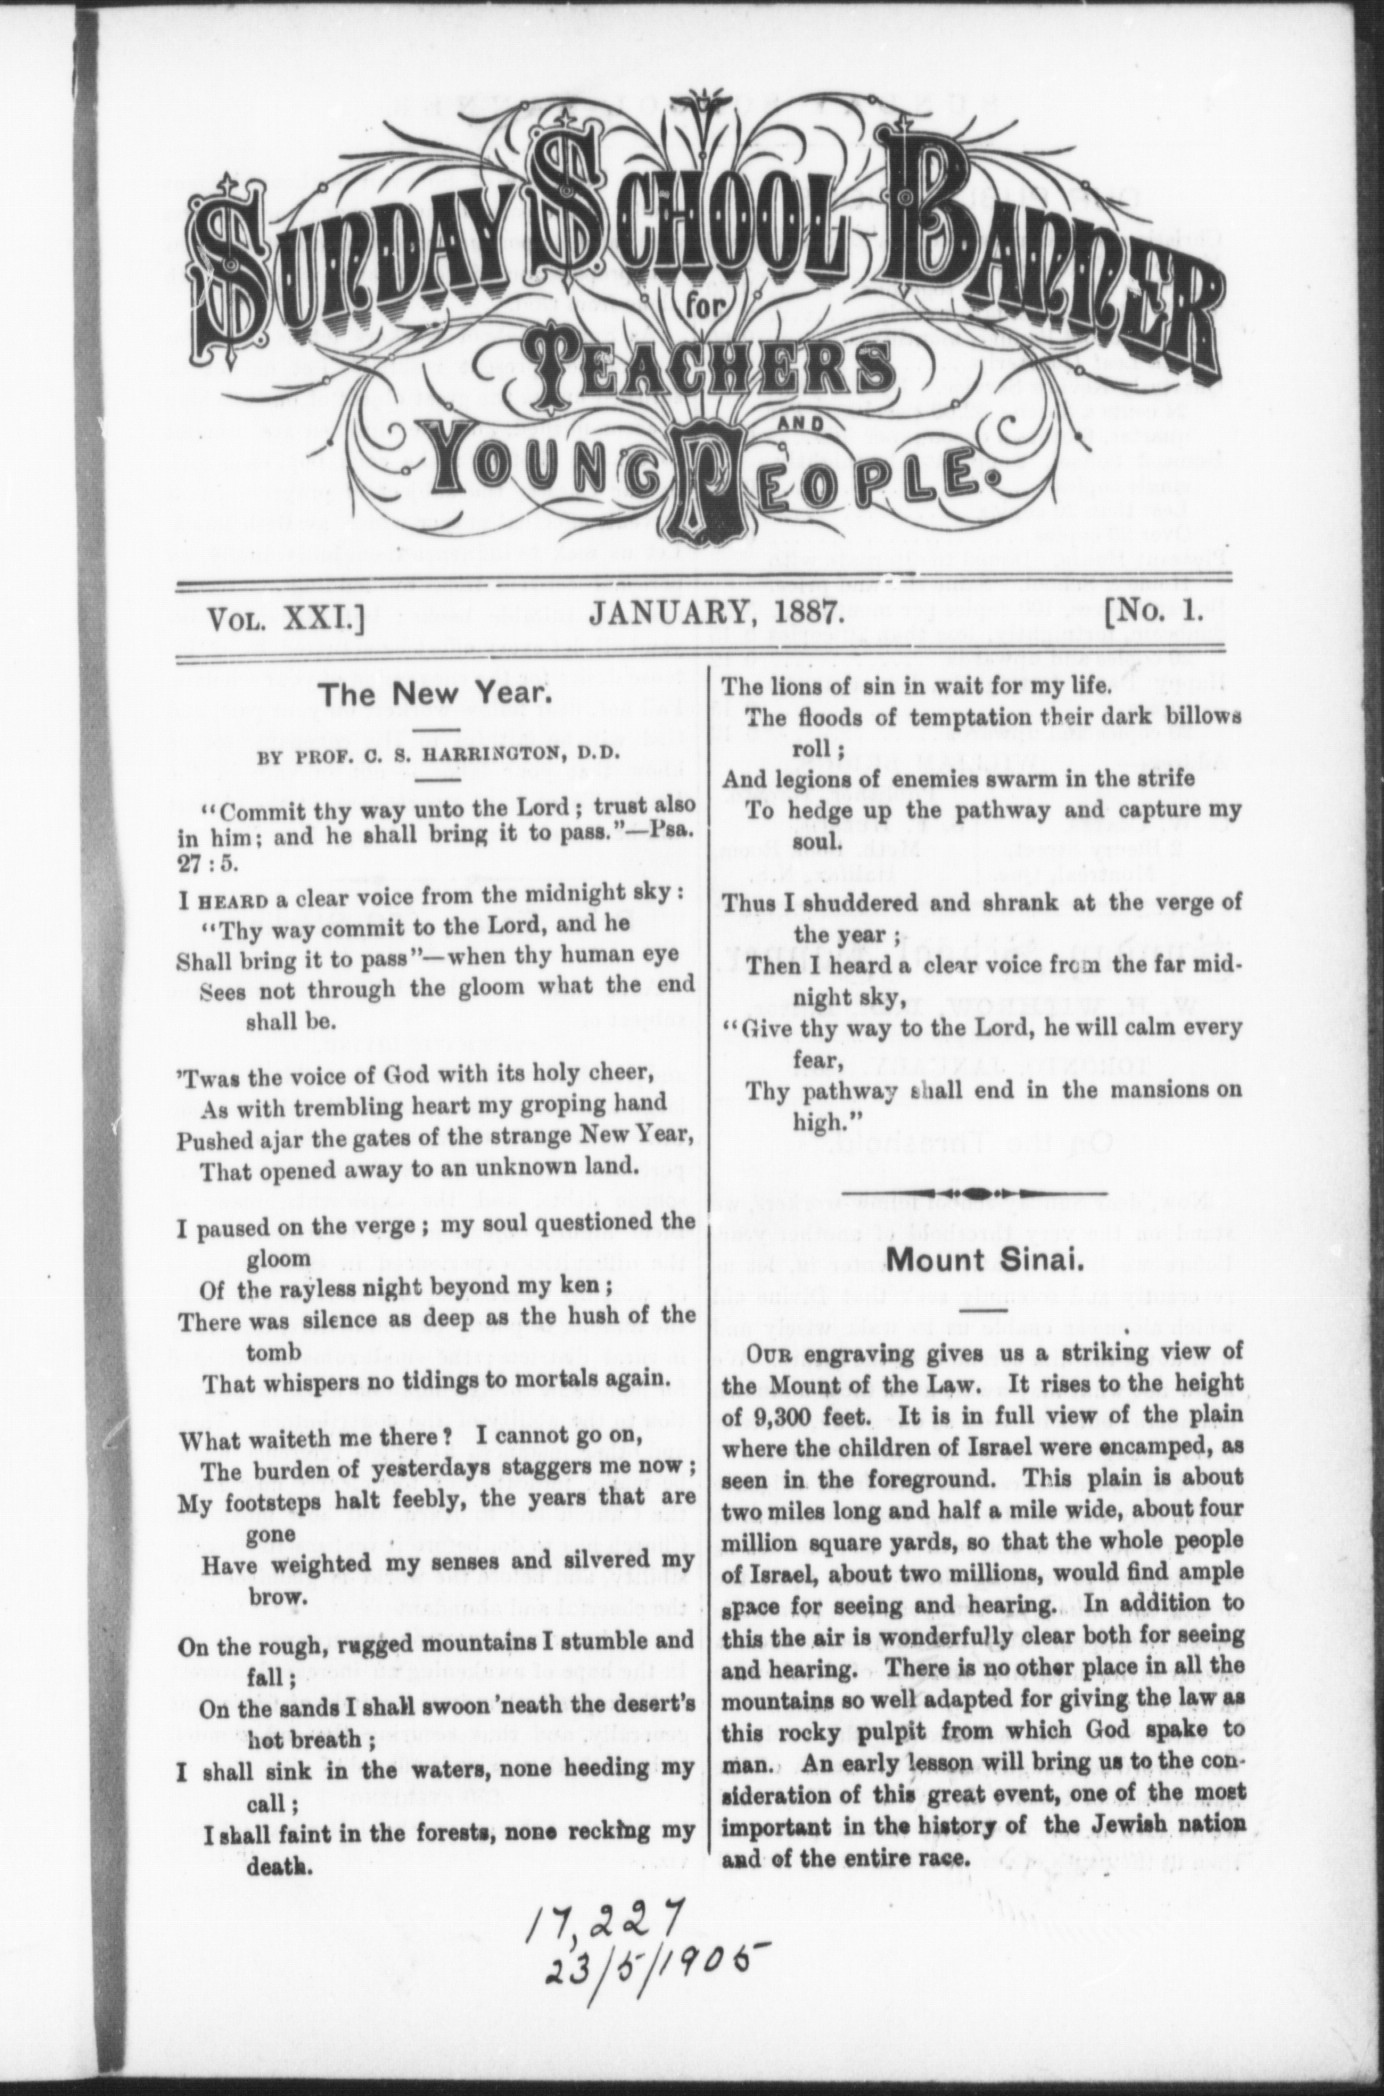 SUNDAY SCHOOL BANNER
for
TEACHERS
AND
YOUNG PEOPLE.
VOL. XXI.] JANUARY, 1887. [No. 1.
The New Year.
BY PROF. C. S. HARRINGTON, D.D.
"Commit thy way unto the Lord; trust also
in him; and he shall bring it to pass."—Psa.
27 : 5.
I HEARD a clear voice from the midnight sky :
"Thy way commit to the Lord, and he
Shall bring it to pass"—when thy human eye
Sees not through the gloom what the end
shall be.
'Twas the voice of God with its holy cheer,
As with trembling heart my groping hand
Pushed ajar the gates of the strange New Year,
That opened away to an unknown land.
I paused on the verge ; my soul questioned the
gloom
Of the rayless night beyond my ken ;
There was silence as deep as the hush of the
tomb
That whispers no tidings to mortals again.
What waiteth me there ? I cannot go on,
The burden of yesterdays staggers me now ;
My footsteps halt feebly, the years that are
gone
Have weighted my senses and silvered my
brow.
On the rough, rugged mountains I stumble and
fall ;
On the sands I shall swoon 'neath the desert's
hot breath ;
I shall sink in the waters, none heeding my
call ;
I shall faint in the forests, none recking my
death.
The lions of sin in wait for my life.
The floods of temptation their dark billows
roll ;
And legions of enemies swarm in the strife
To hedge up the pathway and capture my
soul.
Thus I shuddered and shrank at the verge of
the year ;
Then I heard a clear voice from the far mid-
night sky,
"Give thy way to the Lord, he will calm every
fear,
Thy pathway shall end in the mansions on
high."
Mount Sinai.
OUR engraving gives us a striking view of
the Mount of the Law. It rises to the height
of 9,300 feet. It is in full view of the plain
where the children of Israel were encamped, as
seen in the foreground. This plain is about
two miles long and half a mile wide, about four
million square yards, so that the whole people
of Israel, about two millions, would find ample
space for seeing and hearing. In addition to
this the air is wonderfully clear both for seeing
and hearing. There is no other place in all the
mountains so well adapted for giving the law as
this rocky pulpit from which God spake to
man. An early lesson will bring us to the con-
sideration of this great event, one of the most
important in the history of the Jewish nation
and of the entire race.
17,227
23/5/1905